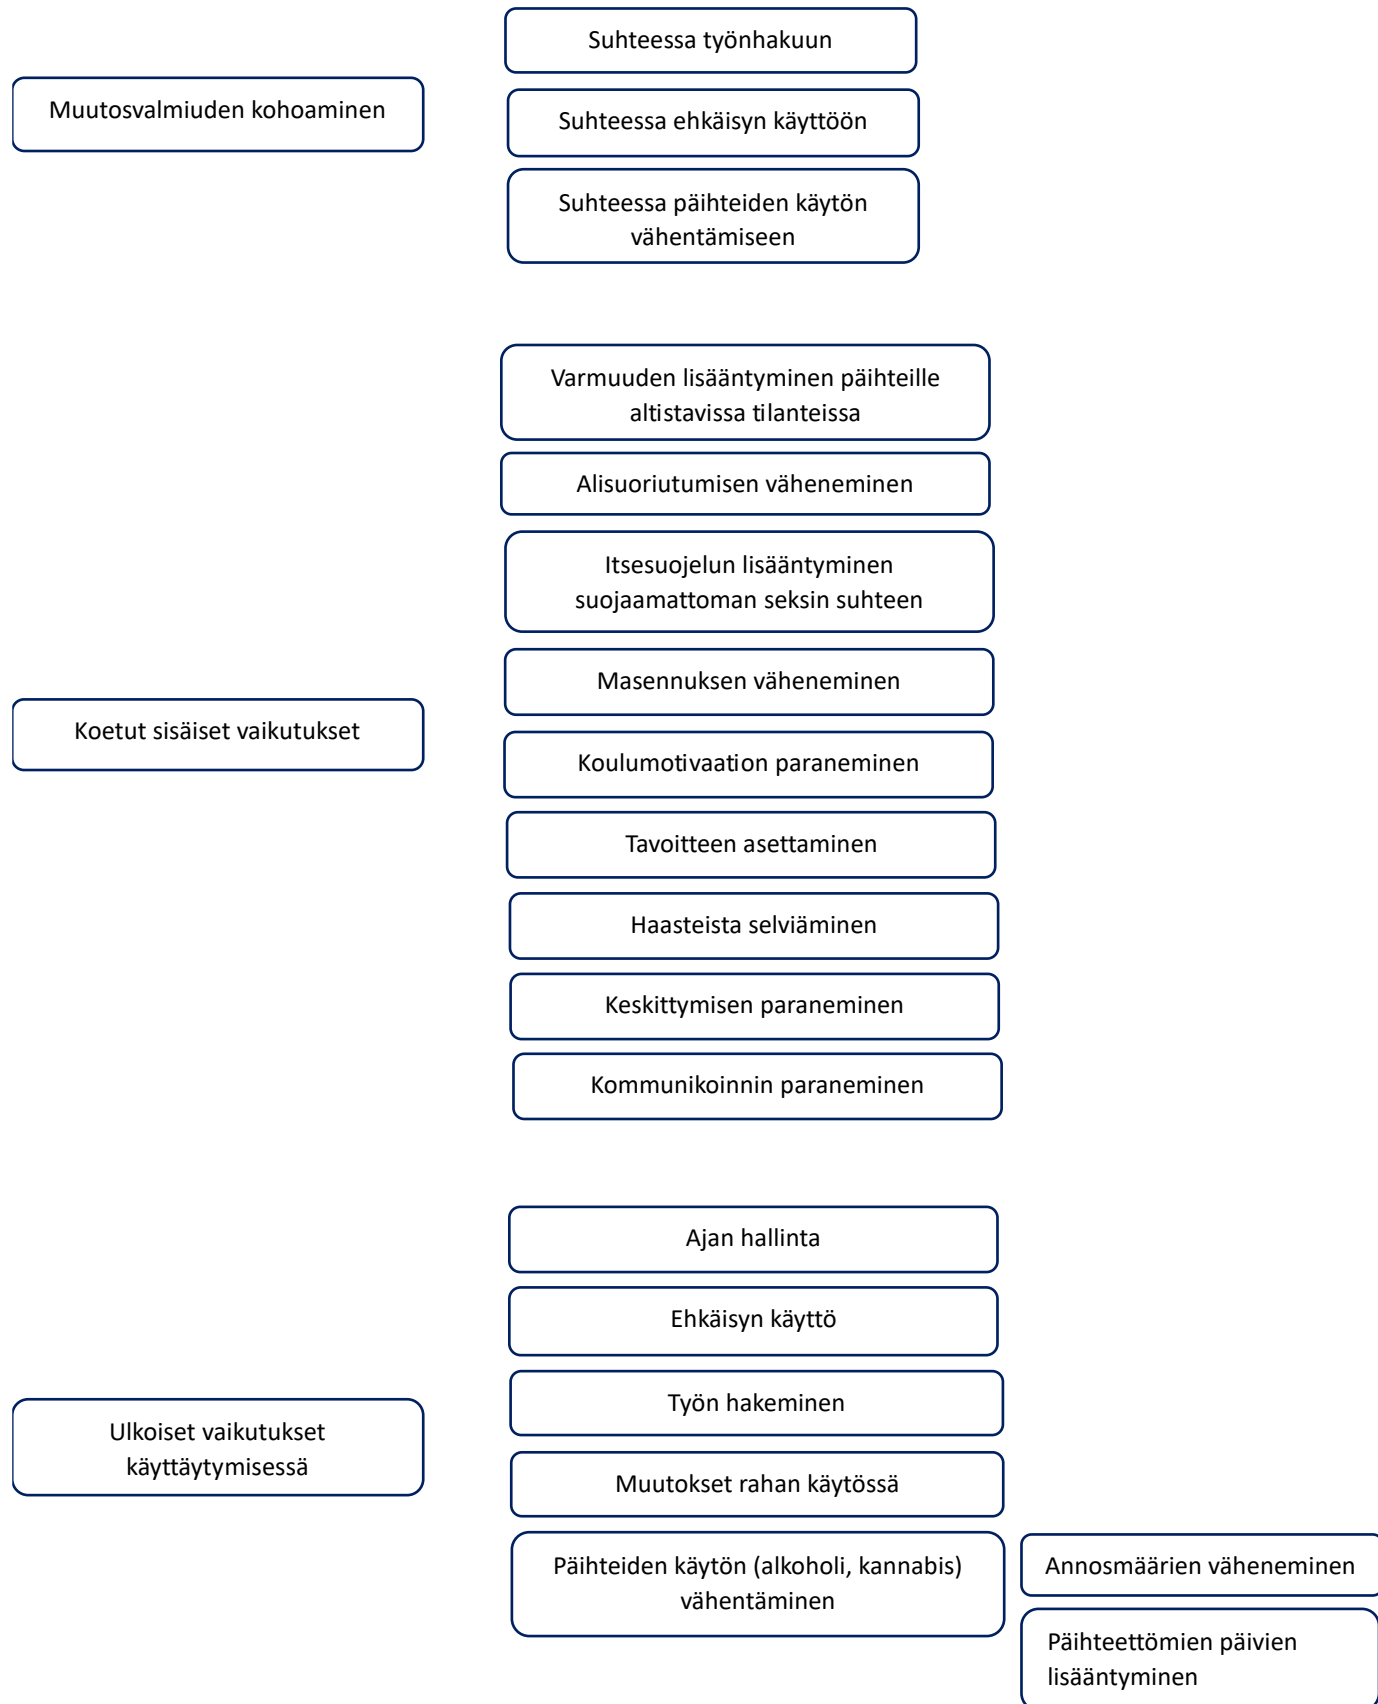 Muutosvalmiuden kohoaminen
Suhteessa työnhakuun
Suhteessa ehkäisyn käyttöön
Suhteessa päihteiden käytön
vähentämiseen
Koetut sisäiset vaikutukset
Varmuuden lisääntyminen päihteille
altistavissa tilanteissa
Alisuoriutumisen väheneminen
Itsesuojelun lisääntyminen
suojaamattoman seksin suhteen
Masennuksen väheneminen
Koulumotivaation paraneminen
Tavoitteen asettaminen
Haasteista selviäminen
Keskittymisen paraneminen
Kommunikoinnin paraneminen
Ulkoiset vaikutukset
käyttäytymisessä
Ajan hallinta
Ehkäisyn käyttö
Työn hakeminen
Muutokset rahan käytössä
Päihteiden käytön (alkoholi, kannabis)
vähentäminen
Annosmäärien väheneminen
Päihteettömien päivien
lisääntyminen